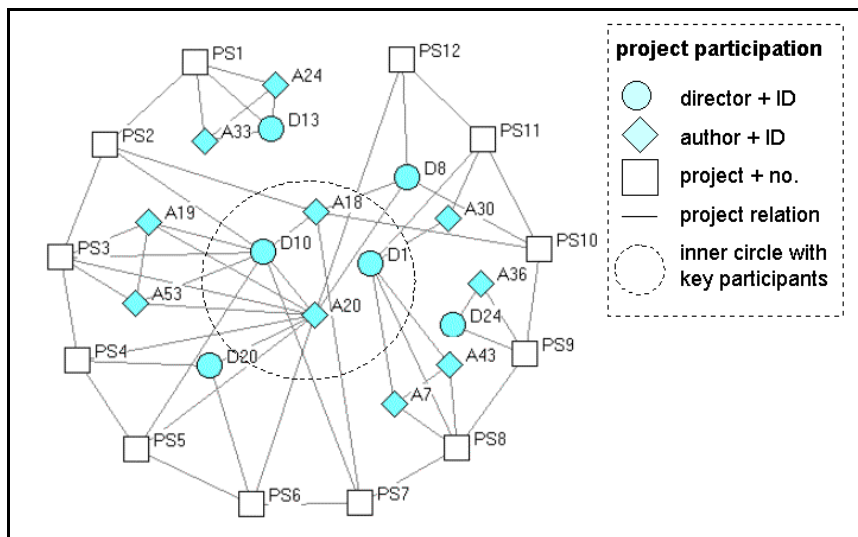 PS1
PS12
A24
PS2
A33
D13
PS11
D8
A19
A18
A30
PS3
D10
D1
PS10
A53
A20
A36
D24
PS4
D20
A43
PS9
A7
PS5
PS8
PS6
PS7
project participation
director + ID
author + ID
project + no.
project relation
inner circle with
key participants